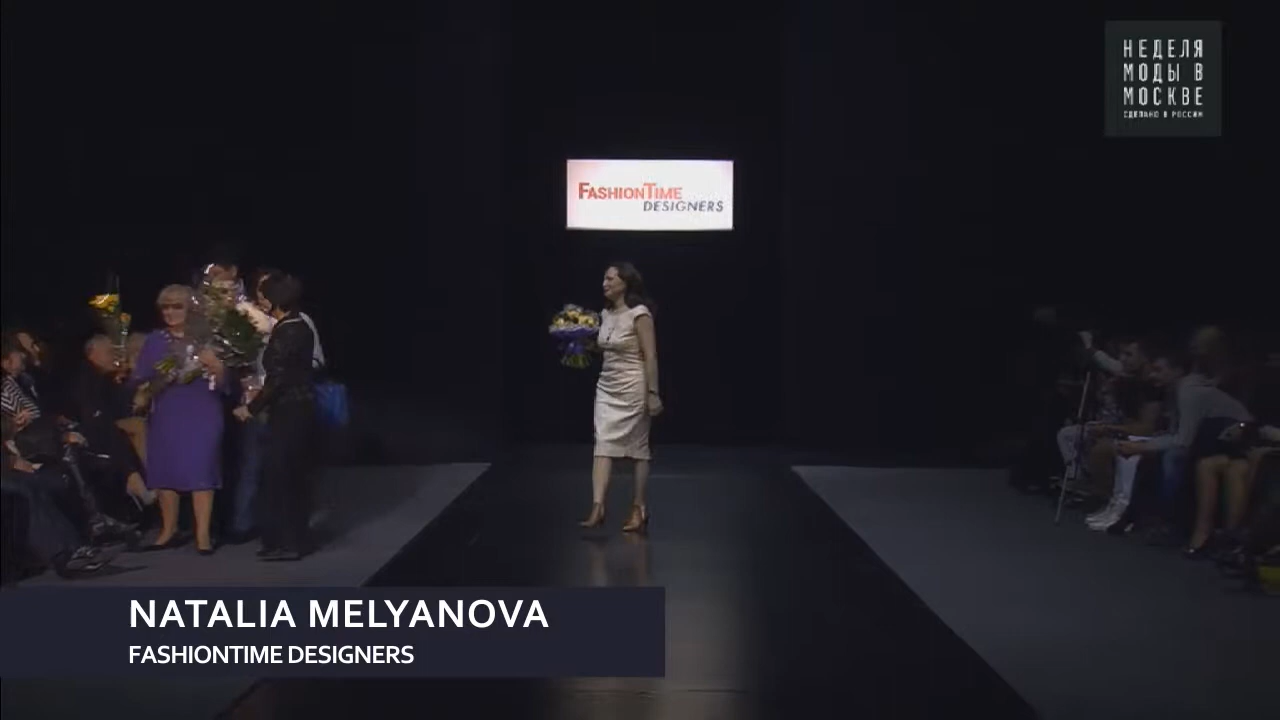 НЕДЕЛЯ
МОДЫ В
МОСКВЕ
СДЕЛАНО В РОССИИ
FASHIONTIME
DESIGNERS
NATALIA MELYANOVA
FASHIONTIME DESIGNERS